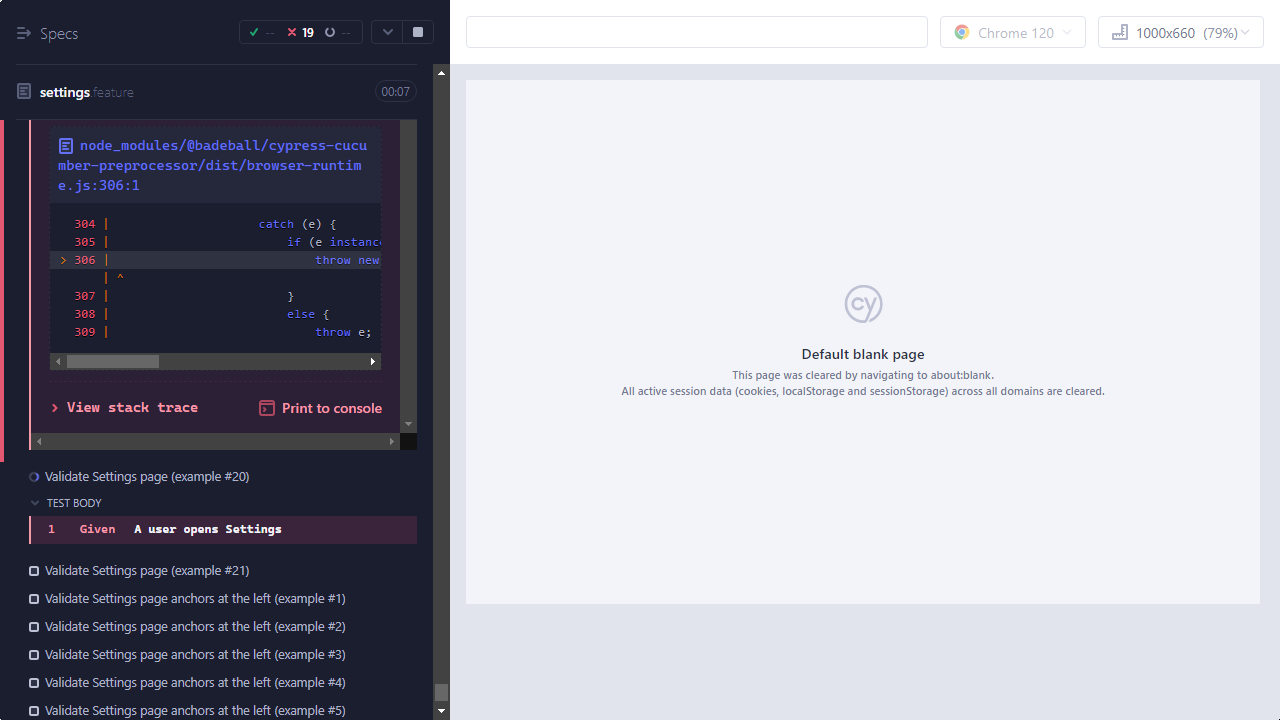 Specs
-- 19 --
Chrome 120
1000x660 (79%)
settings.feature
00:07
node_modules/@badeball/cypress-cucu
mber-preprocessor/dist/browser-runtim
e.js:306:1
304 | catch (e) {
305 | if (e instanc
> 306 | throw new
| ^
307 | }
308 | else {
309 | throw e;
View stack trace
Print to console
Validate Settings page (example #20)
TEST BODY
1 Given A user opens Settings
Validate Settings page (example #21)
Validate Settings page anchors at the left (example #1)
Validate Settings page anchors at the left (example #2)
Validate Settings page anchors at the left (example #3)
Validate Settings page anchors at the left (example #4)
Validate Settings page anchors at the left (example #5)
cy
Default blank page
This page was cleared by navigating to about:blank.
All active session data (cookies, localStorage and sessionStorage) across all domains are cleared.